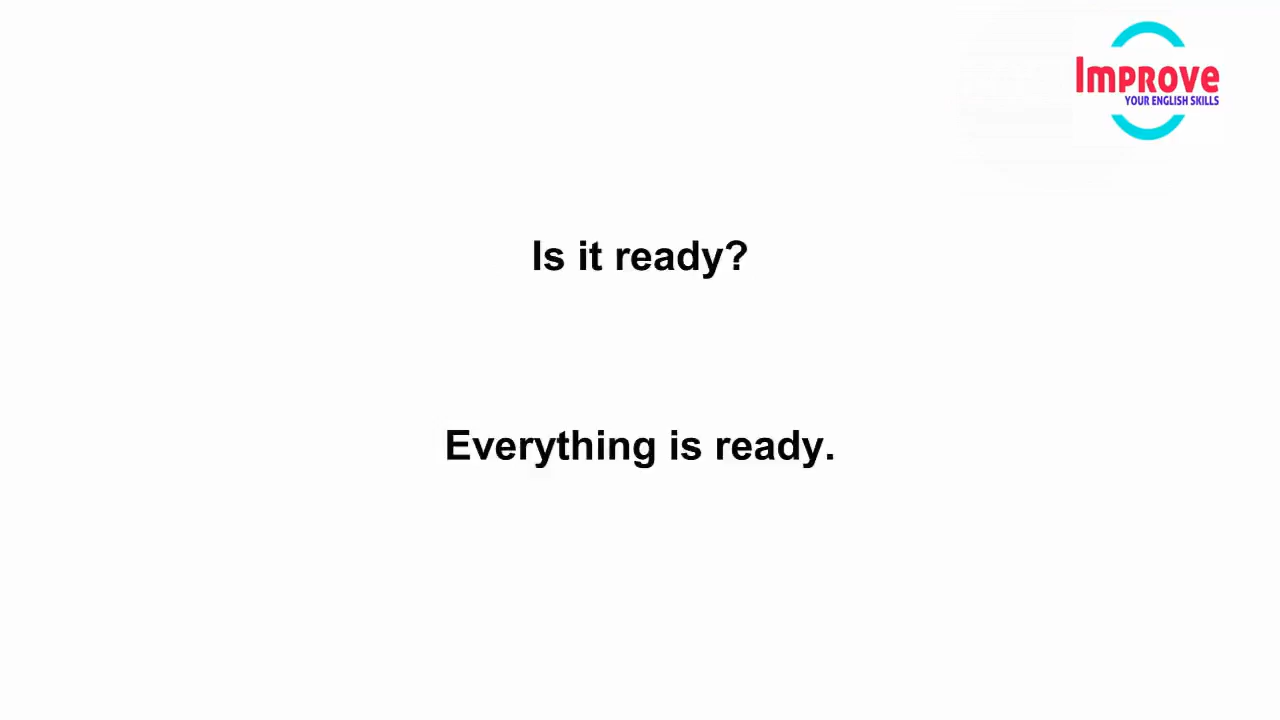 Improve
YOUR ENGLISH SKILLS
Is it ready?
Everything is ready.